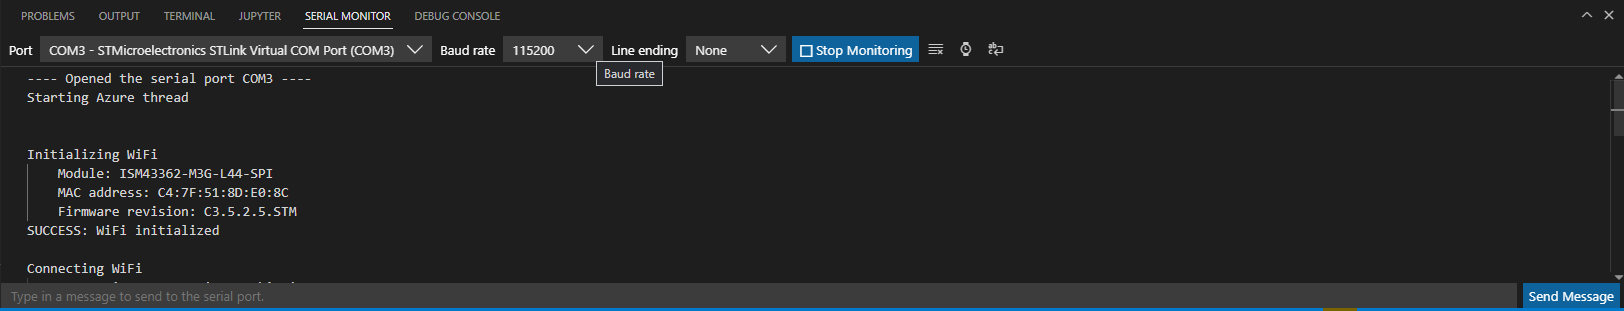 PROBLEMS OUTPUT TERMINAL JUPYTER SERIAL MONITOR DEBUG CONSOLE
Port COM3 - STMicroelectronics STLink Virtual COM Port (COM3) Baud rate 115200 Line ending None Stop Monitoring
Baud rate
---- Opened the serial port COM3 ----
Starting Azure thread
Initializing WiFi
Module: ISM43362-M3G-L44-SPI
MAC address: C4:7F:51:8D:E0:8C
Firmware revision: C3.5.2.5.STM
SUCCESS: WiFi initialized
Connecting WiFi
Type in a message to send to the serial port. Send Message